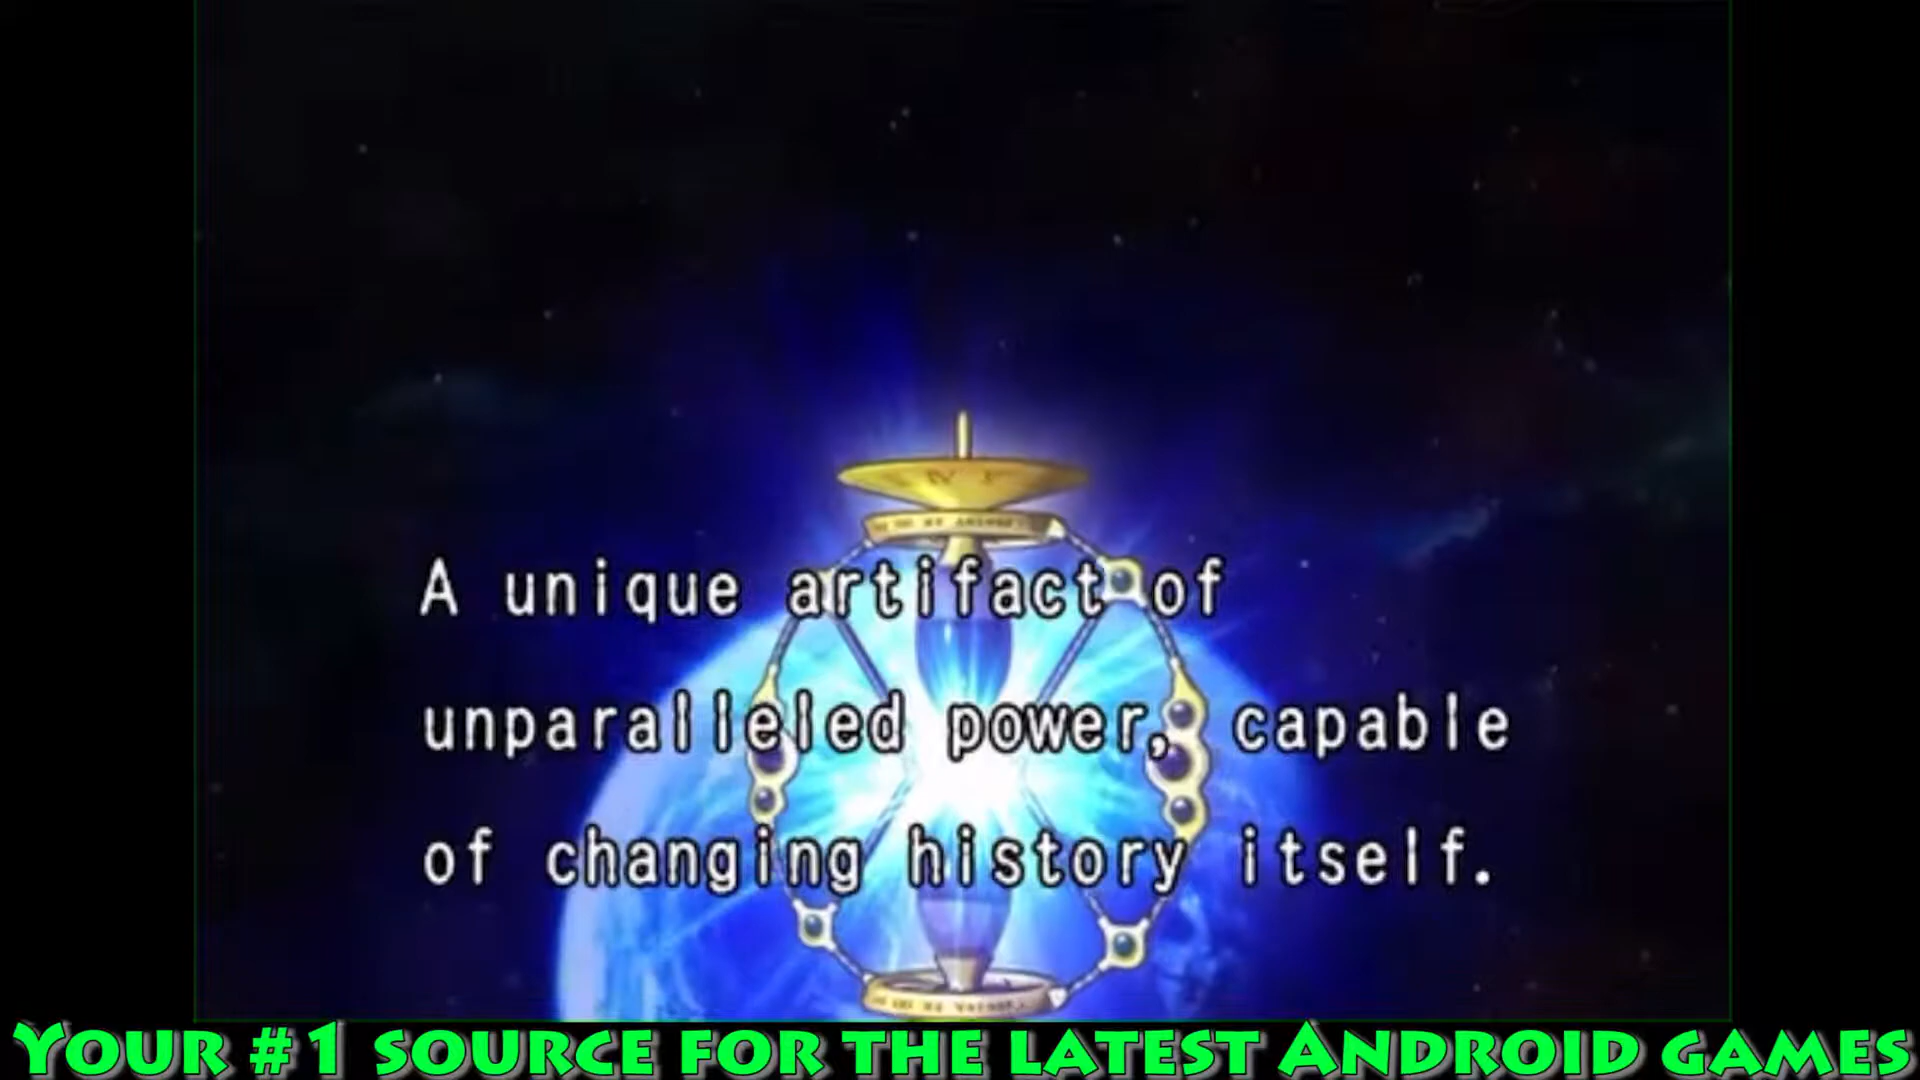 A unique artifact of
unparalleled power, capable
of changing history itself.
Your #1 source for the latest Android games